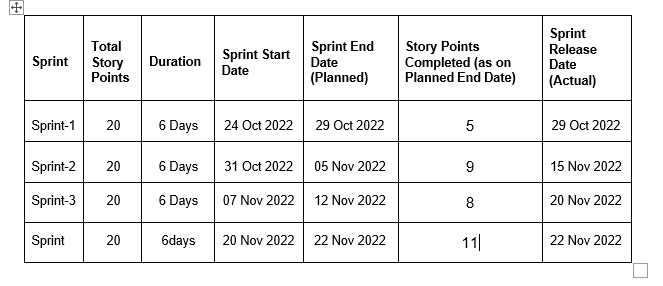 Sprint Total Story Points Duration Sprint Start Date Sprint End Date (Planned) Story Points Completed (as on Planned End Date) Sprint Release Date (Actual)
Sprint-1 20 6 Days 24 Oct 2022 29 Oct 2022 5 29 Oct 2022
Sprint-2 20 6 Days 31 Oct 2022 05 Nov 2022 9 15 Nov 2022
Sprint-3 20 6 Days 07 Nov 2022 12 Nov 2022 8 20 Nov 2022
Sprint 20 6days 20 Nov 2022 22 Nov 2022 11 22 Nov 2022